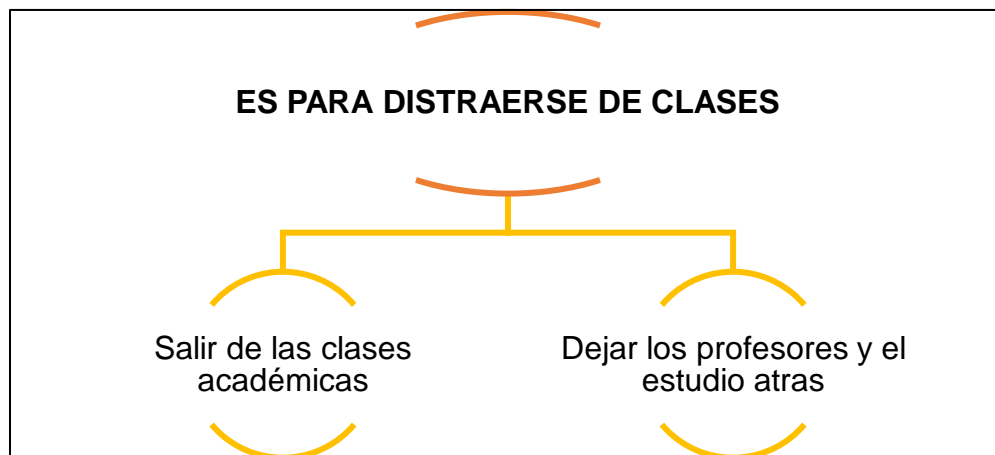 ES PARA DISTRAERSE DE CLASES
Salir de las clases
académicas
Dejar los profesores y el
estudio atras